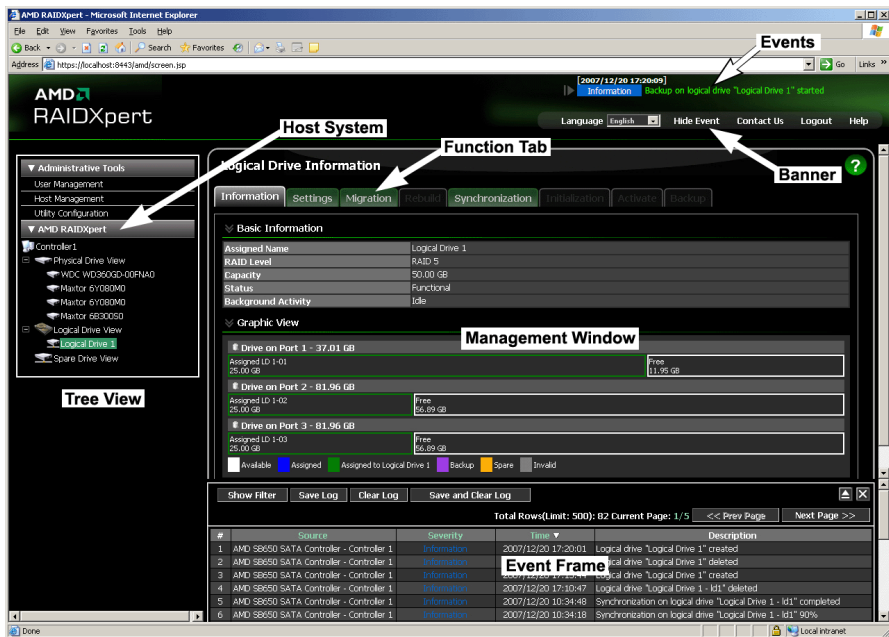 AMD RAIDXpert - Microsoft Internet Explorer
File Edit View Favorites Tools Help
Back Search Favorites
Address https://localhost:8443/amd/screen.jsp Go Links »
Events
[2007/12/20 17:20:09]
Information Backup on logical drive "Logical Drive 1" started
AMD
RAIDXpert
Language English Hide Event Contact Us Logout Help
Host System
Function Tab
Banner
▼ Administrative Tools
User Management
Host Management
Utility Configuration
▼ AMD RAIDXpert
Controller1
Physical Drive View
WDC WD360GD-00FNA0
Maxtor 6Y080M0
Maxtor 6Y080M0
Maxtor 6B300S0
Logical Drive View
Logical Drive 1
Spare Drive View
Tree View
Logical Drive Information
?
Information Settings Migration Rebuild Synchronization Initialization Activate Backup
Basic Information
Assigned Name Logical Drive 1
RAID Level RAID 5
Capacity 50.00 GB
Status Functional
Background Activity Idle
Graphic View
Management Window
Drive on Port 1 - 37.01 GB
Assigned LD 1-01 Free
25.00 GB 11.95 GB
Drive on Port 2 - 81.96 GB
Assigned LD 1-02 Free
25.00 GB 56.89 GB
Drive on Port 3 - 81.96 GB
Assigned LD 1-03 Free
25.00 GB 56.89 GB
Available Assigned Assigned to Logical Drive 1 Backup Spare Invalid
Show Filter Save Log Clear Log Save and Clear Log
Total Rows(Limit: 500): 82 Current Page: 1/5 << Prev Page Next Page >>
# Source Severity Time ▼ Description
1 AMD SB650 SATA Controller - Controller 1 Information 2007/12/20 17:20:01 Logical drive "Logical Drive 1" created
2 AMD SB650 SATA Controller - Controller 1 Information Logical drive "Logical Drive 1" deleted
Event Frame
3 AMD SB650 SATA Controller - Controller 1 Information Logical drive "Logical Drive 1" created
4 AMD SB650 SATA Controller - Controller 1 Information 2007/12/20 17:10:47 Logical drive "Logical Drive 1 - ld1" deleted
5 AMD SB650 SATA Controller - Controller 1 Information 2007/12/20 10:34:48 Synchronization on logical drive "Logical Drive 1 - ld1" completed
6 AMD SB650 SATA Controller - Controller 1 Information 2007/12/20 10:34:18 Synchronization on logical drive "Logical Drive 1 - ld1" 90%
Done Local intranet